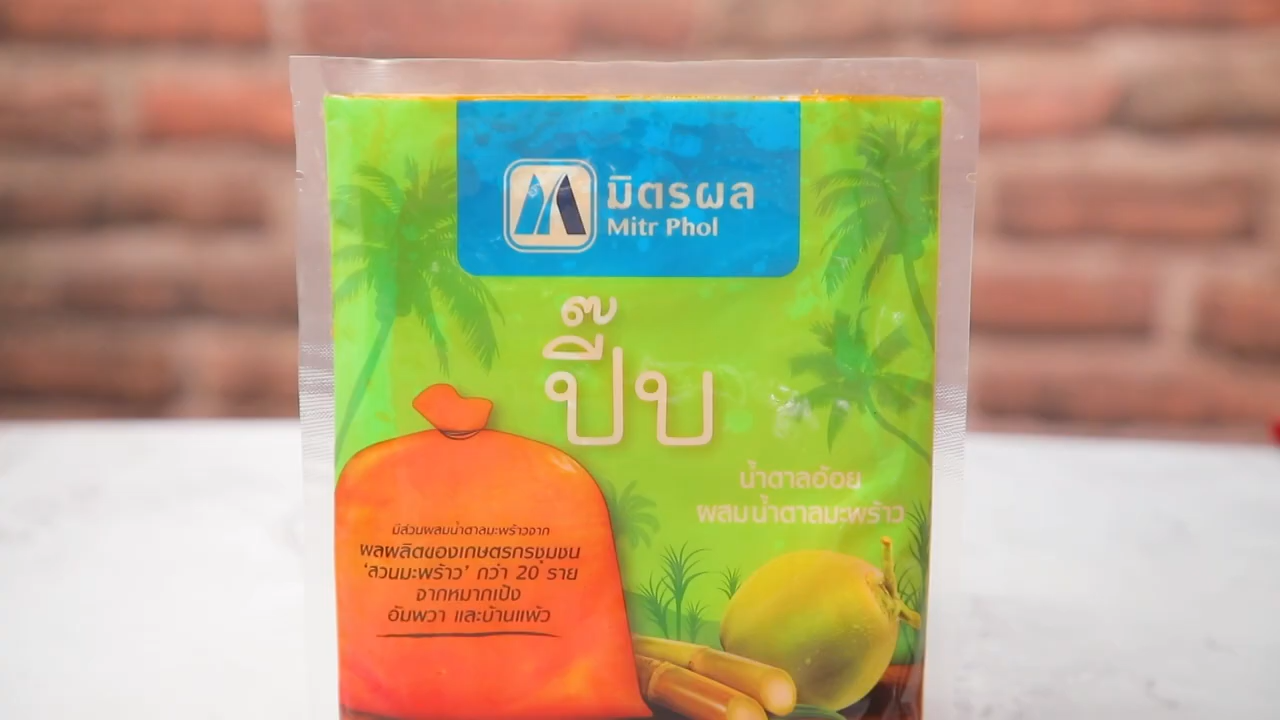 มิตรผล
Mitr Phol
ปี๊บ
น้ำตาลอ้อย
ผสมน้ำตาลมะพร้าว
มีส่วนผสมน้ำตาลมะพร้าวจาก
ผลผลิตของเกษตรกรชุมชน
‘สวนมะพร้าว’ กว่า 20 ราย
จากหมากเป้ง
อัมพวา และบ้านแพ้ว